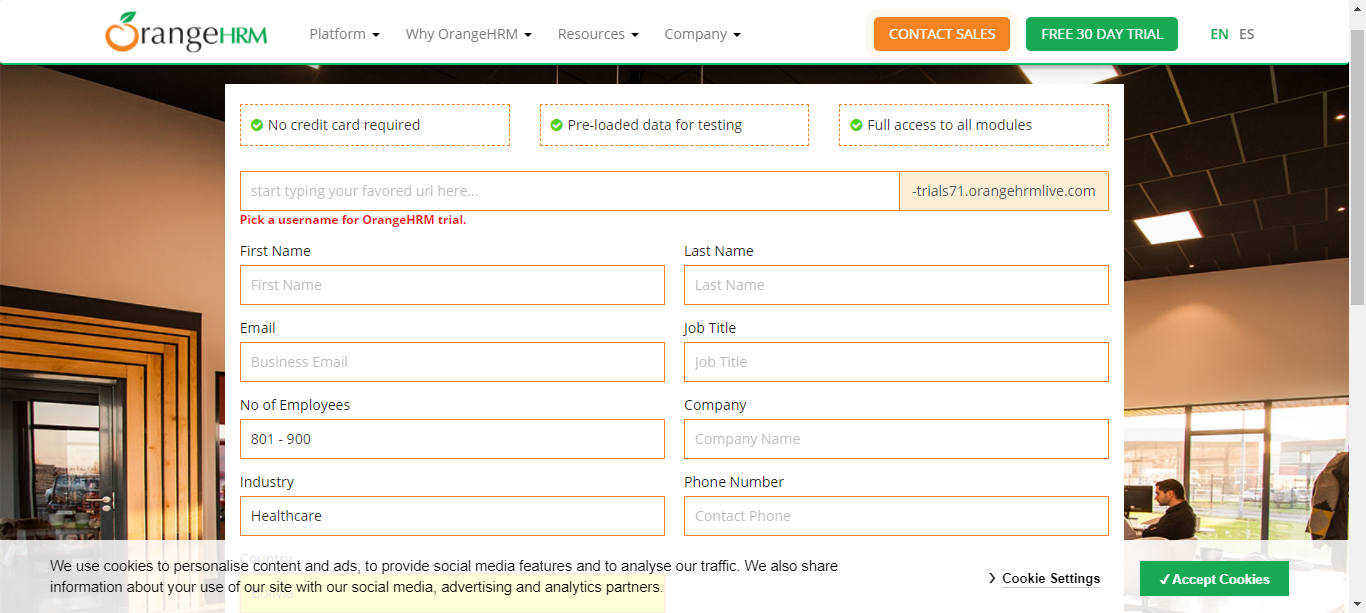 OrangeHRM
Platform
Why OrangeHRM
Resources
Company
CONTACT SALES
FREE 30 DAY TRIAL
EN ES
No credit card required
Pre-loaded data for testing
Full access to all modules
start typing your favored url here...
-trials71.orangehrmlive.com
Pick a username for OrangeHRM trial.
First Name
Last Name
First Name
Last Name
Email
Job Title
Business Email
Job Title
No of Employees
Company
801 - 900
Company Name
Industry
Phone Number
Healthcare
Contact Phone
Country
We use cookies to personalise content and ads, to provide social media features and to analyse our traffic. We also share
information about your use of our site with our social media, advertising and analytics partners.
Bolivia
Cookie Settings
Accept Cookies